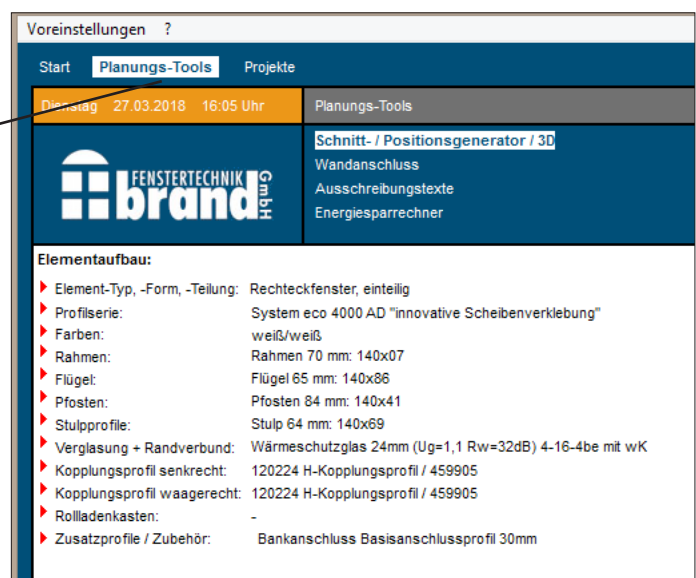 Voreinstellungen ?
Start Planungs-Tools Projekte
Dienstag 27.03.2018 16:05 Uhr Planungs-Tools
Schnitt- / Positionsgenerator / 3D
Wandanschluss
Ausschreibungstexte
Energiesparrechner
FENSTERTECHNIK
brand
GmbH
Elementaufbau:
Element-Typ, -Form, -Teilung: Rechteckfenster, einteilig
Profilserie: System eco 4000 AD "innovative Scheibenverklebung"
Farben: weiß/weiß
Rahmen: Rahmen 70 mm: 140x07
Flügel: Flügel 65 mm: 140x86
Pfosten: Pfosten 84 mm: 140x41
Stulpprofile: Stulp 64 mm: 140x69
Verglasung + Randverbund: Wärmeschutzglas 24mm (Ug=1,1 Rw=32dB) 4-16-4be mit wK
Kopplungsprofil senkrecht: 120224 H-Kopplungsprofil / 459905
Kopplungsprofil waagerecht: 120224 H-Kopplungsprofil / 459905
Rollladenkasten: -
Zusatzprofile / Zubehör: Bankanschluss Basisanschlussprofil 30mm